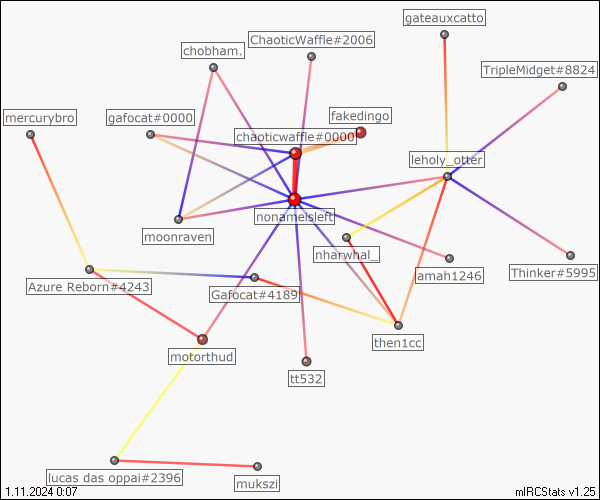 gateauxcatto
ChaoticWaffle#2006
chobham.
TripleMidget#8824
mercurybro
gafocat#0000
fakedingo
chaoticwaffle#0000
leholy_otter
nonameisleft
moonraven
nharwhal_
amah1246
Thinker#5995
Azure Reborn#4243
Gafocat#4189
then1cc
motorthud
tt532
lucas das oppai#2396
mukszi
1.11.2024 0:07
mIRCStats v1.25